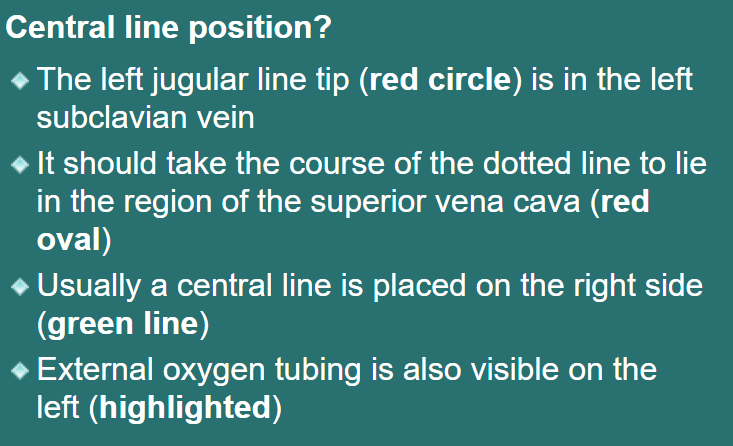 Central line position?
The left jugular line tip (red circle) is in the left
subclavian vein
It should take the course of the dotted line to lie
in the region of the superior vena cava (red
oval)
Usually a central line is placed on the right side
(green line)
External oxygen tubing is also visible on the
left (highlighted)